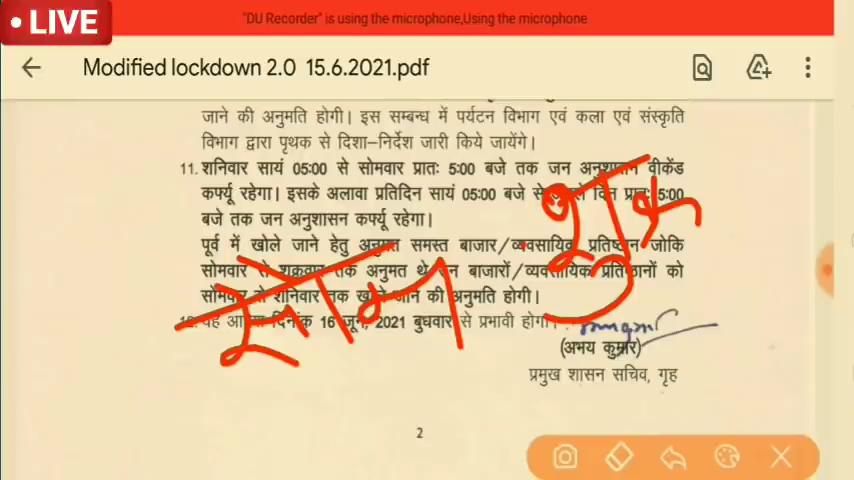 • LIVE
"DU Recorder" is using the microphone,Using the microphone
Modified lockdown 2.0 15.6.2021.pdf
जाने की अनुमति होगी। इस सम्बन्ध में पर्यटन विभाग एवं कला एवं संस्कृति
विभाग द्वारा पृथक से दिशा–निर्देश जारी किये जायेंगे।
11. शनिवार सायं 05:00 से सोमवार प्रातः 5:00 बजे तक जन अनुशासन वीकेंड
कर्फ्यू रहेगा। इसके अलावा प्रतिदिन सायं 05:00 बजे से अगले दिन प्रातः 5:00
बजे तक जन अनुशासन कर्फ्यू रहेगा।
पूर्व में खोले जाने हेतु अनुमत समस्त बाजार/व्यवसायिक प्रतिष्ठान जोकि
सोमवार से शुक्रवार तक अनुमत थे उन बाजारों/व्यवसायिक प्रतिष्ठानों को
सोमवार से शनिवार तक खोले जाने की अनुमति होगी।
12. यह आज्ञा दिनांक 16 जून, 2021 बुधवार से प्रभावी होगी।
(अभय कुमार)
प्रमुख शासन सचिव, गृह
2